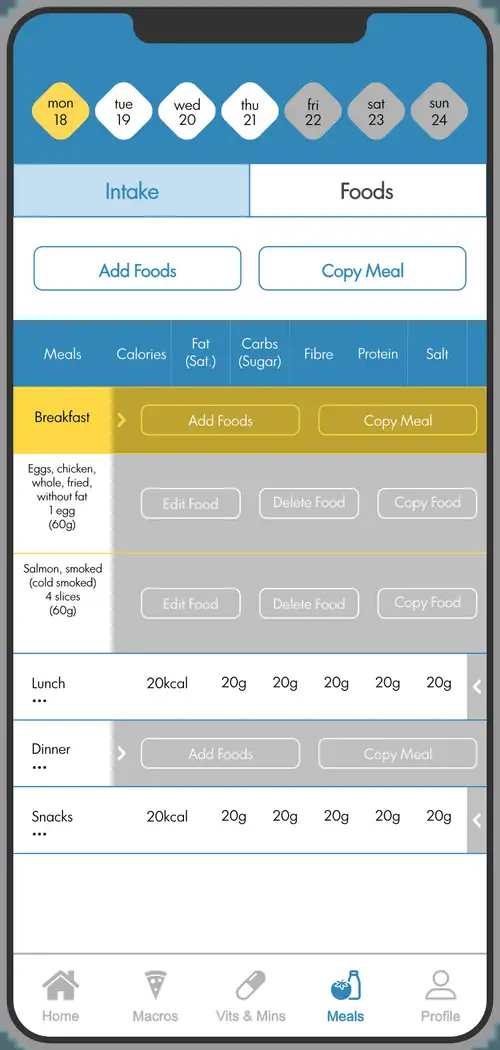 mon tue wed thu fri sat sun
18 19 20 21 22 23 24
Intake Foods
Add Foods Copy Meal
Meals Calories Fat (Sat.) Carbs (Sugar) Fibre Protein Salt
Breakfast Add Foods Copy Meal
Eggs, chicken,
whole, fried,
without fat
1 egg
(60g)
Edit Food Delete Food Copy Food
Salmon, smoked
(cold smoked)
4 slices
(60g)
Edit Food Delete Food Copy Food
Lunch 20kcal 20g 20g 20g 20g 20g
...
Dinner Add Foods Copy Meal
...
Snacks 20kcal 20g 20g 20g 20g 20g
...
Home Macros Vits & Mins Meals Profile